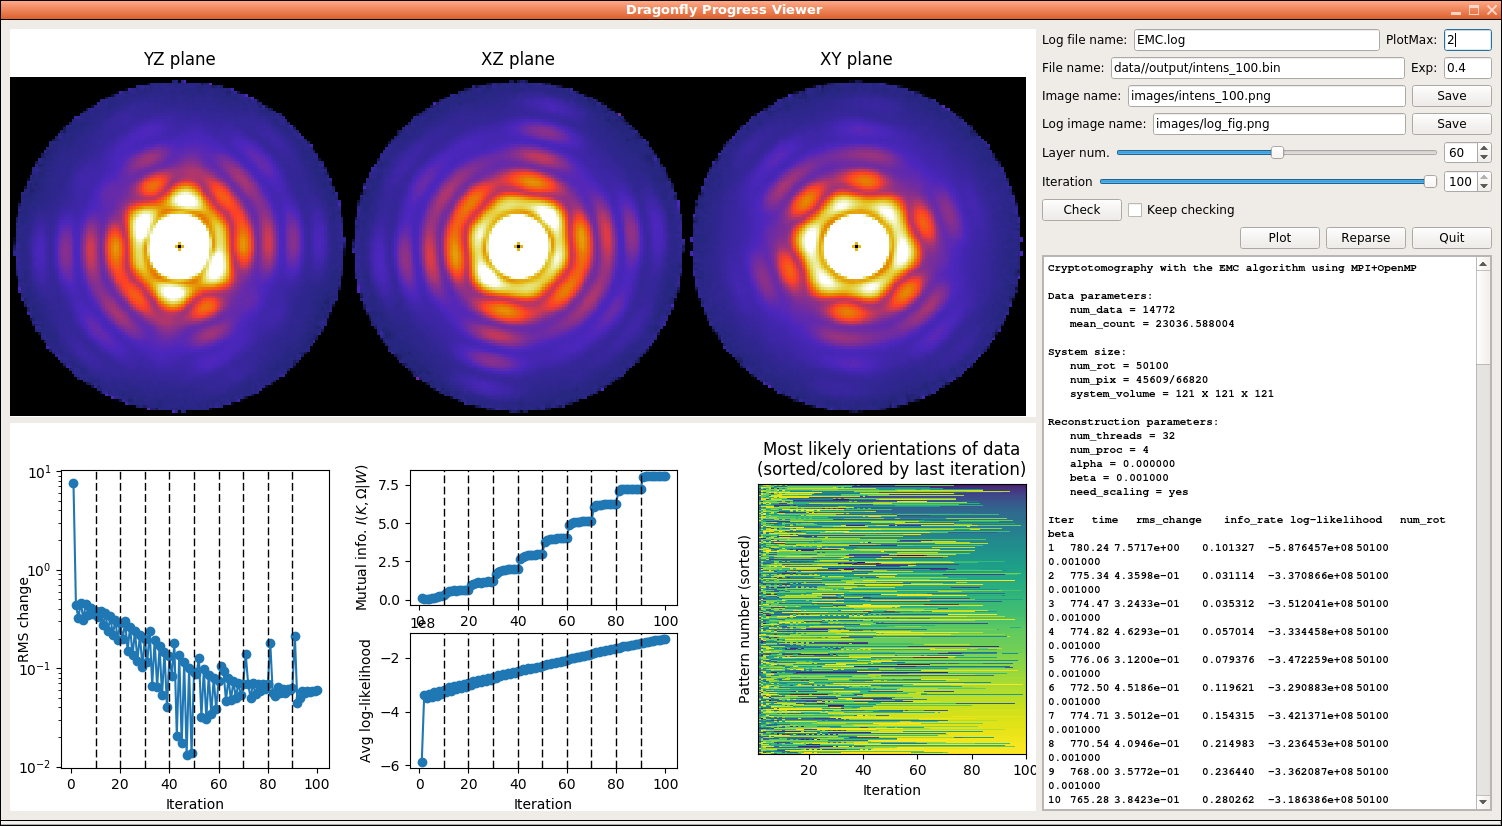 Dragonfly Progress Viewer
YZ plane
XZ plane
XY plane
Log file name: EMC.log PlotMax: 2
File name: data//output/intens_100.bin Exp: 0.4
Image name: images/intens_100.png Save
Log image name: images/log_fig.png Save
Layer num. 60
Iteration 100
Check Keep checking
Plot Reparse Quit
Cryptotomography with the EMC algorithm using MPI+OpenMP
Data parameters:
num_data = 14772
mean_count = 23036.588004
System size:
num_rot = 50100
num_pix = 45609/66820
system_volume = 121 X 121 X 121
Reconstruction parameters:
num_threads = 32
num_proc = 4
alpha = 0.000000
beta = 0.001000
need_scaling = yes
Iter time rms_change info_rate log-likelihood num_rot
beta
1 780.24 7.5717e+00 0.101327 -5.876457e+08 50100
0.001000
2 775.34 4.3598e-01 0.031114 -3.370866e+08 50100
0.001000
3 774.47 3.2433e-01 0.035312 -3.512041e+08 50100
0.001000
4 774.82 4.6293e-01 0.057014 -3.334458e+08 50100
0.001000
5 776.06 3.1200e-01 0.079376 -3.472259e+08 50100
0.001000
6 772.50 4.5186e-01 0.119621 -3.290883e+08 50100
0.001000
7 774.71 3.5012e-01 0.154315 -3.421371e+08 50100
0.001000
8 770.54 4.0946e-01 0.214983 -3.236453e+08 50100
0.001000
9 768.00 3.5772e-01 0.236440 -3.362087e+08 50100
0.001000
10 765.28 3.8423e-01 0.280262 -3.186386e+08 50100
RMS change
10¹
10⁰
10⁻¹
10⁻²
0 20 40 60 80 100
Iteration
Mutual info. I(K, Ω|W)
7.5
5.0
2.5
0.0
0 20 40 60 80 100
1e8
Avg log-likelihood
−2
−4
−6
0 20 40 60 80 100
Iteration
Most likely orientations of data
(sorted/colored by last iteration)
Pattern number (sorted)
20 40 60 80 100
Iteration